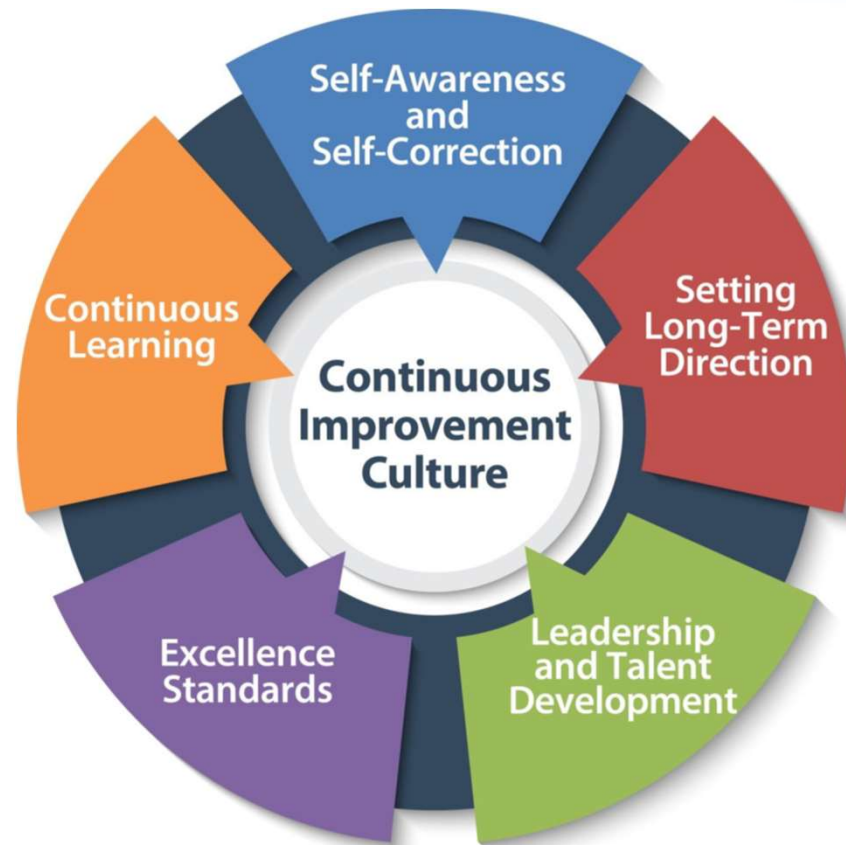 Self-Awareness
and
Self-Correction
Setting
Long-Term
Direction
Leadership
and Talent
Development
Excellence
Standards
Continuous
Learning
Continuous
Improvement
Culture